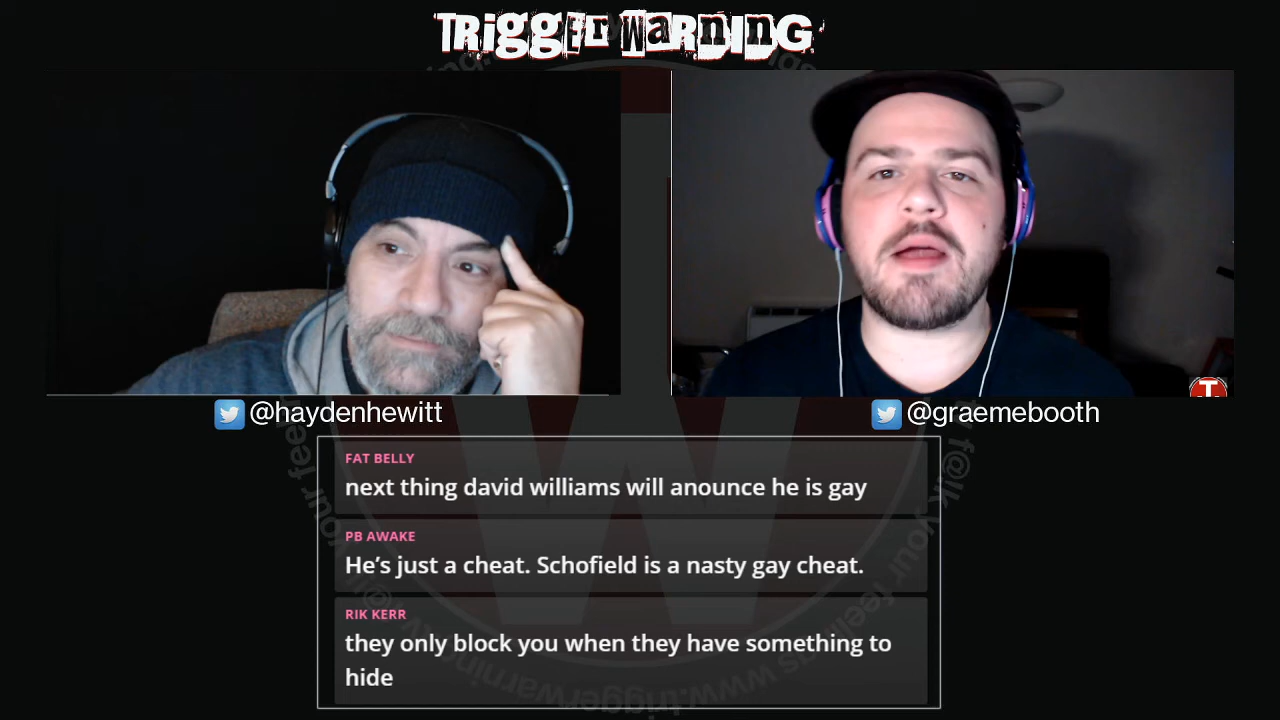 TRiggEr WaRnInG
@haydenhewitt
@graemebooth
T
FAT BELLY
next thing david williams will anounce he is gay
PB AWAKE
He's just a cheat. Schofield is a nasty gay cheat.
RIK KERR
they only block you when they have something to
hide